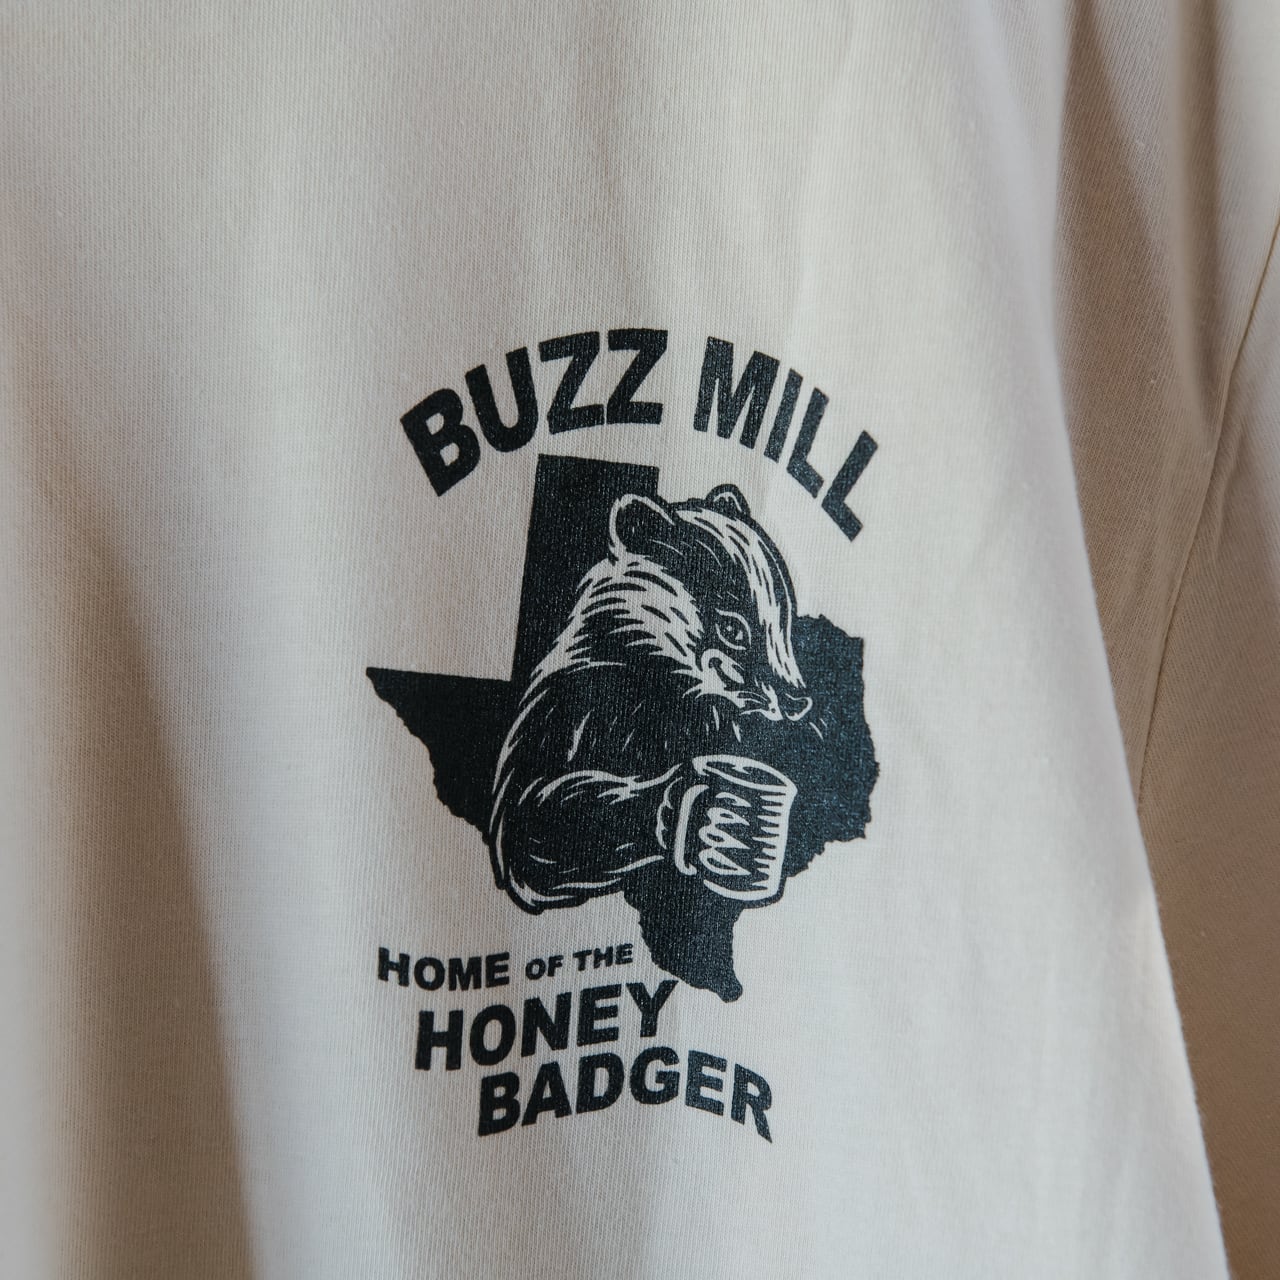 BUZZ MILL
HOME OF THE
HONEY
BADGER